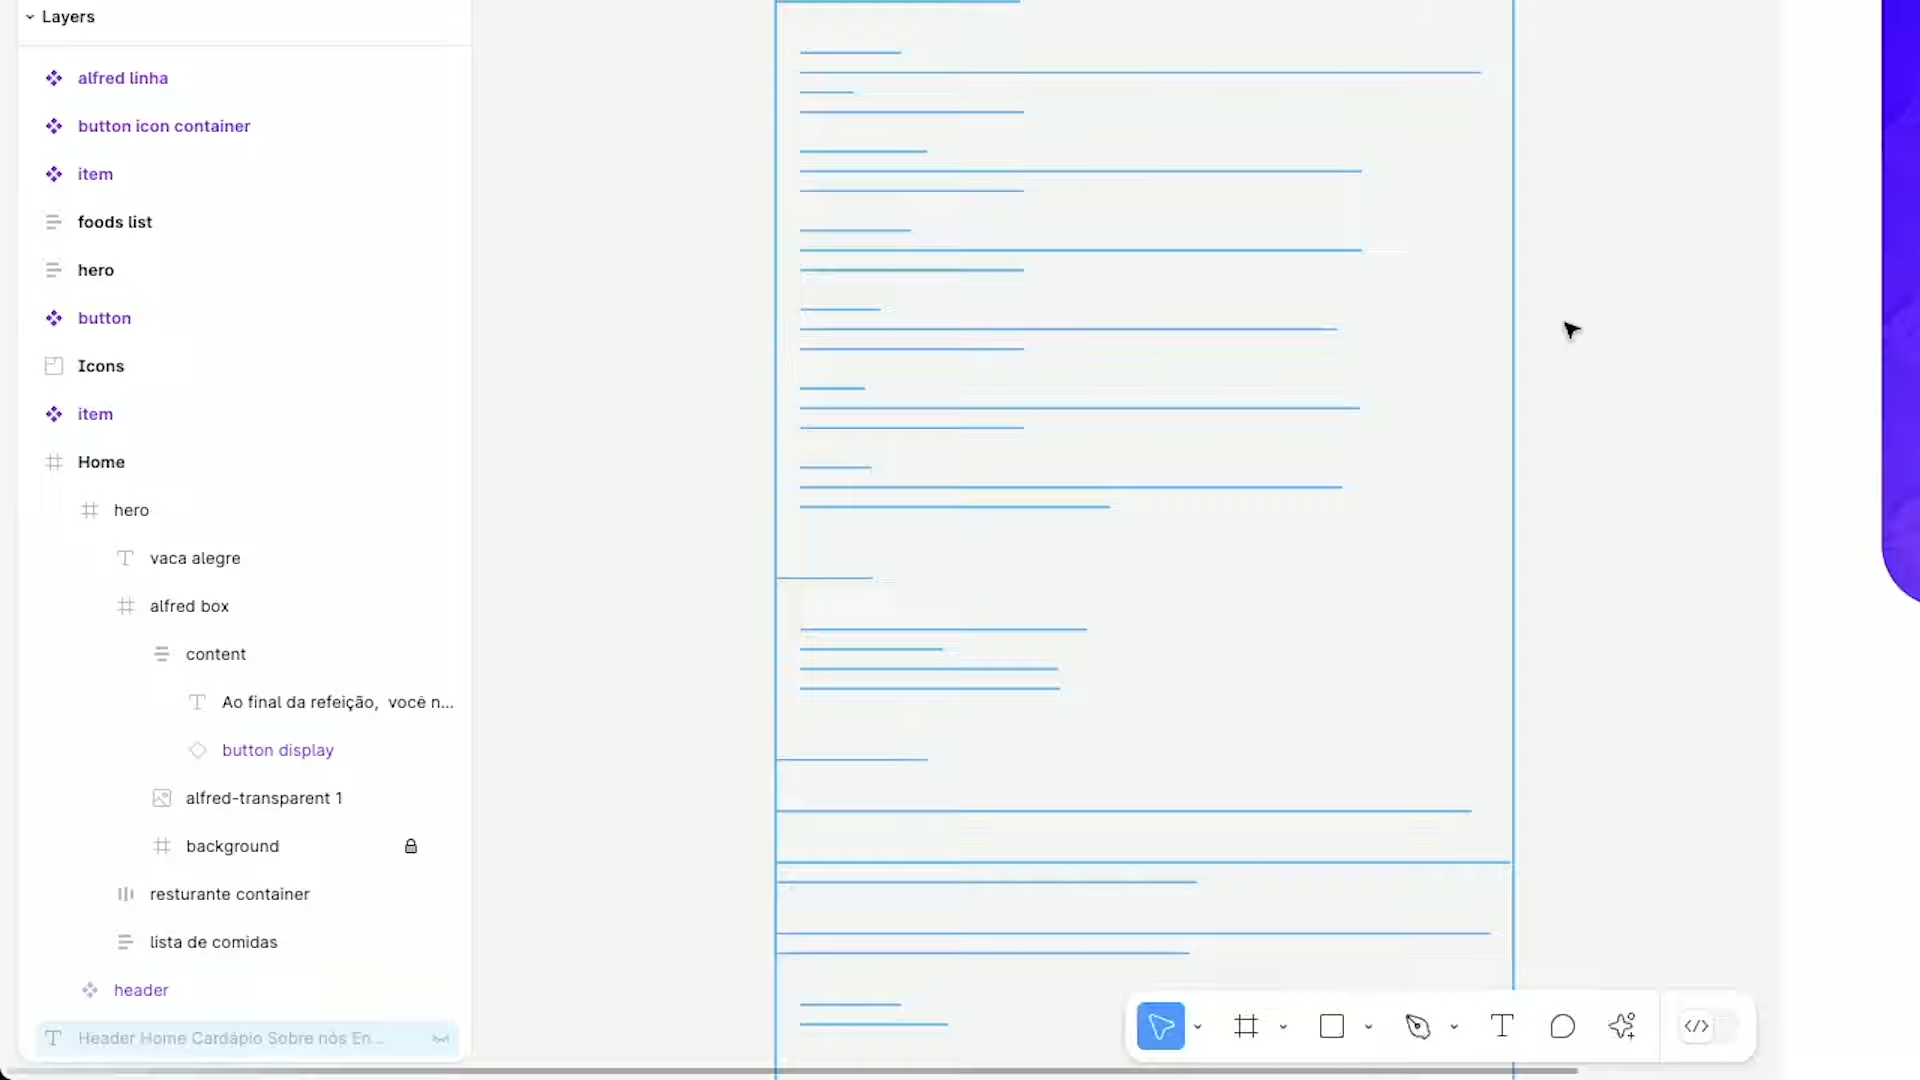 Layers
alfred linha
button icon container
item
foods list
hero
button
Icons
item
Home
hero
vaca alegre
alfred box
content
Ao final da refeição, você n...
button display
alfred-transparent 1
background
resturante container
lista de comidas
header
Header Home Cardápio Sobre nós En...